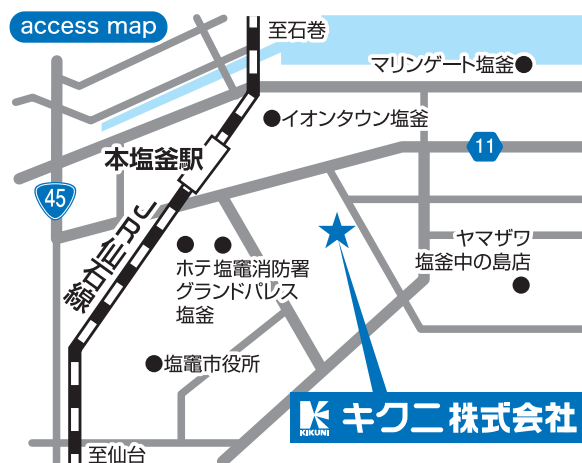 access map
至石巻
マリンゲート塩釜
イオンタウン塩釜
本塩釜駅
11
45
JR仙石線
ヤマザワ
塩釜中の島店
ホテ
塩竈消防署
グランドパレス
塩釜
塩竈市役所
KIKUNI
キクニ株式会社
至仙台